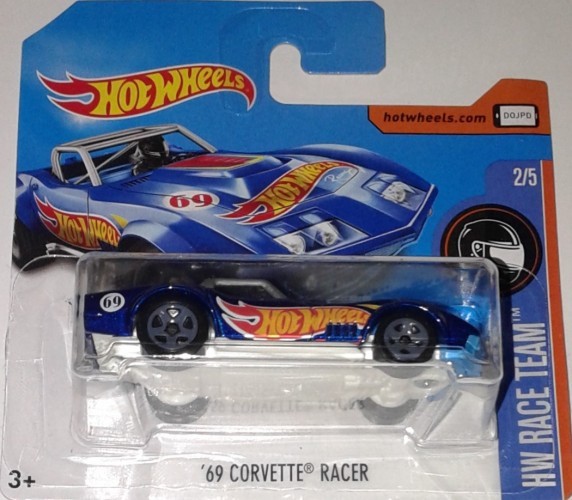 HOT WHEELS
hotwheels.com
DOJPD
2/5
69
HOT WHEELS
HOT WHEELS
69
HOT WHEELS
HW RACE TEAM™
3+
'69 CORVETTE® RACER